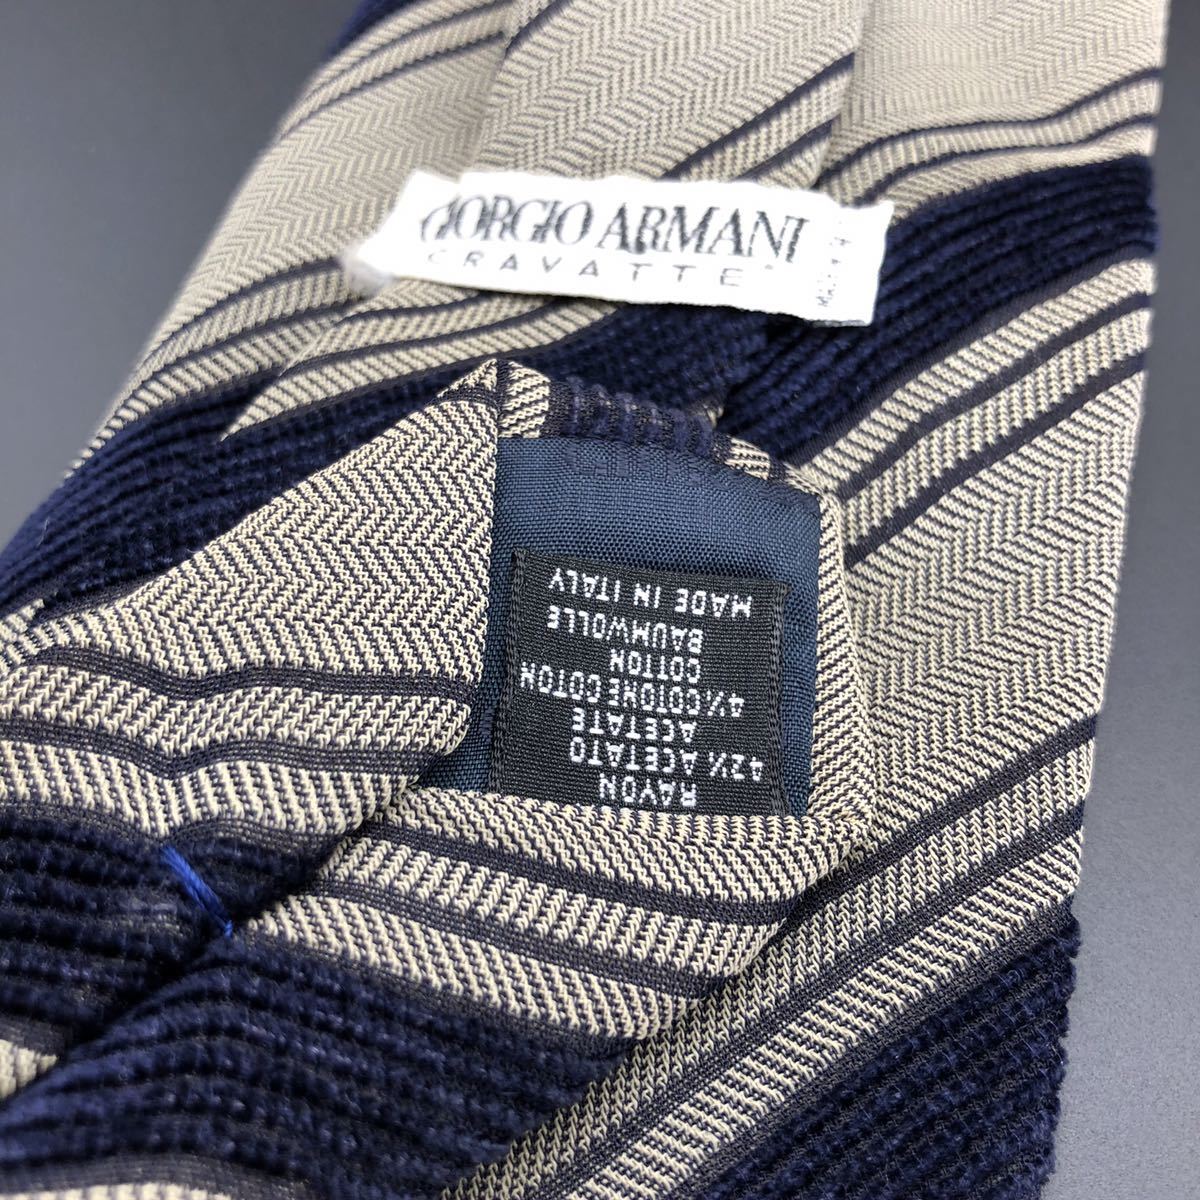 GIORGIO ARMANI
CRAVATTE
RAYON
42% ACETATO
ACETATE
4% COTONE COTON
COTTON
BAUMWOLLE
MADE IN ITALY